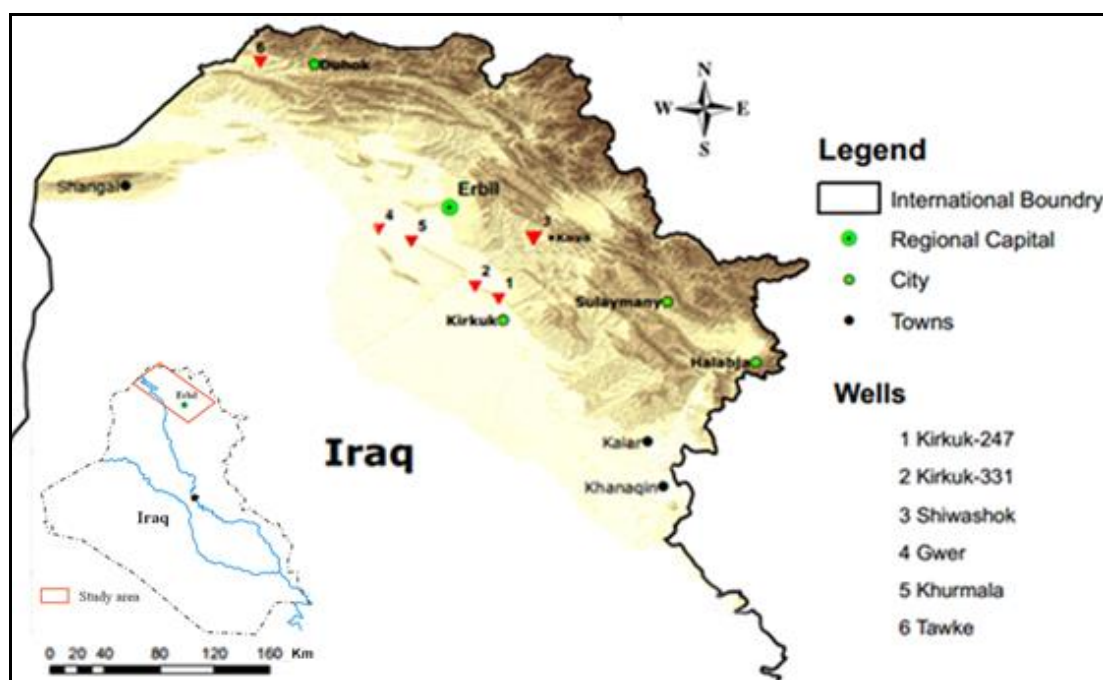 6
Duhok
N
W E
S
Legend
International Boundry
Regional Capital
City
Towns
Shangal
Erbil
4
5
3
Koya
2
1
Kirkuk
Sulaymany
Halabja
Wells
1 Kirkuk-247
2 Kirkuk-331
3 Shiwashok
4 Gwer
5 Khurmala
6 Tawke
Iraq
Kalar
Khanaqin
Erbil
Iraq
Study area
0 20 40 80 120 160 Km